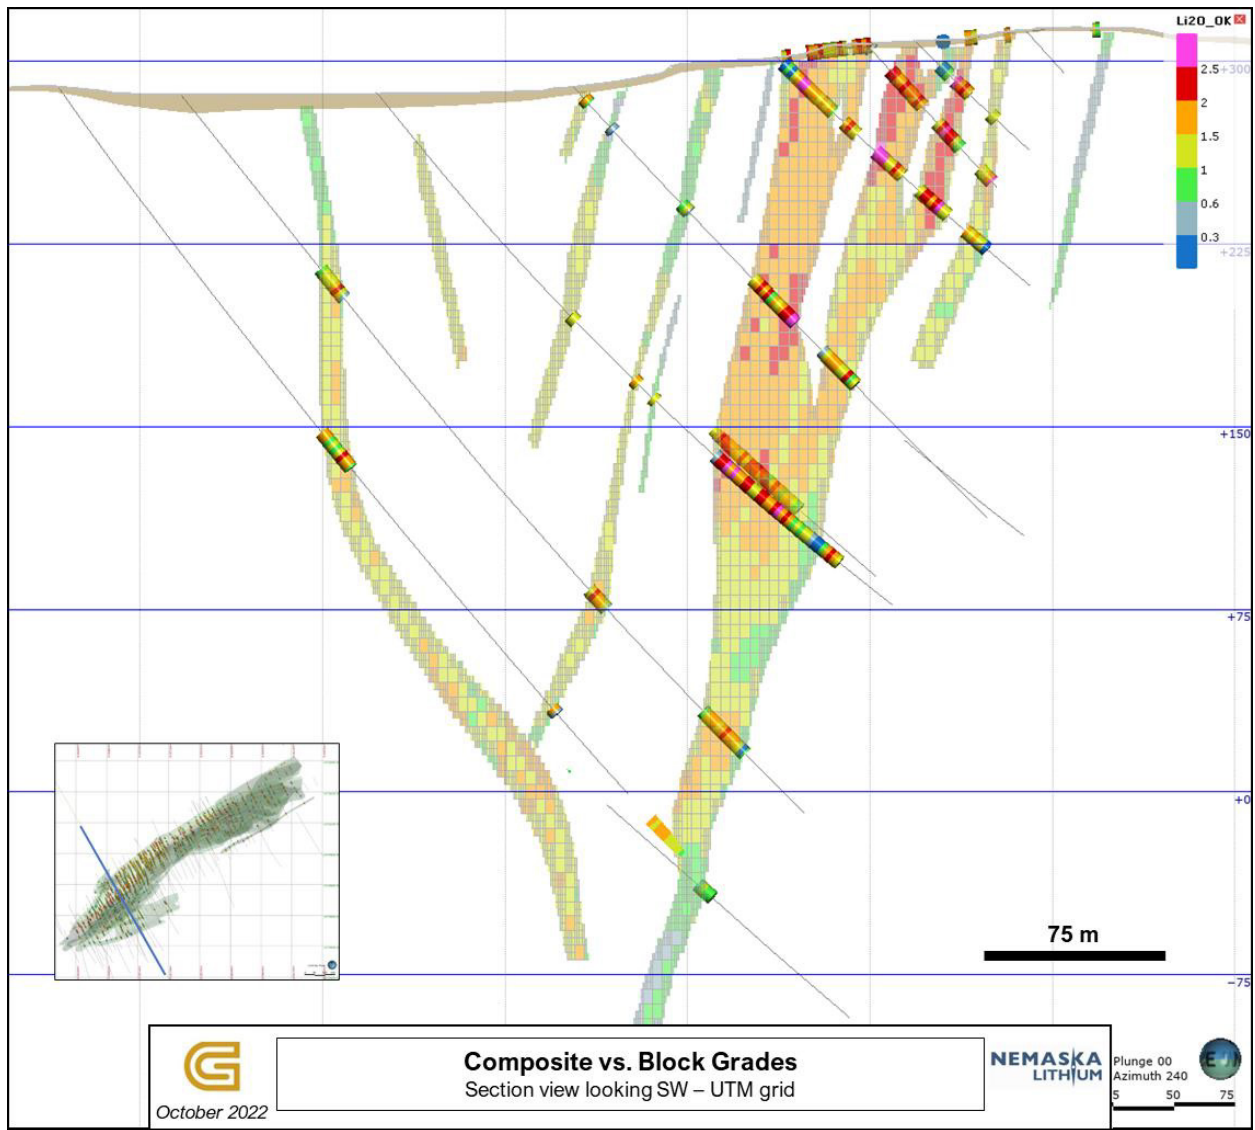 Li2O_OK
2.5
+300
2
1.5
1
0.6
0.3
+225
+150
+75
+0
75 m
-75
Composite vs. Block Grades
Section view looking SW – UTM grid
October 2022
NEMASKA
LITHIUM
Plunge 00
Azimuth 240
50
75